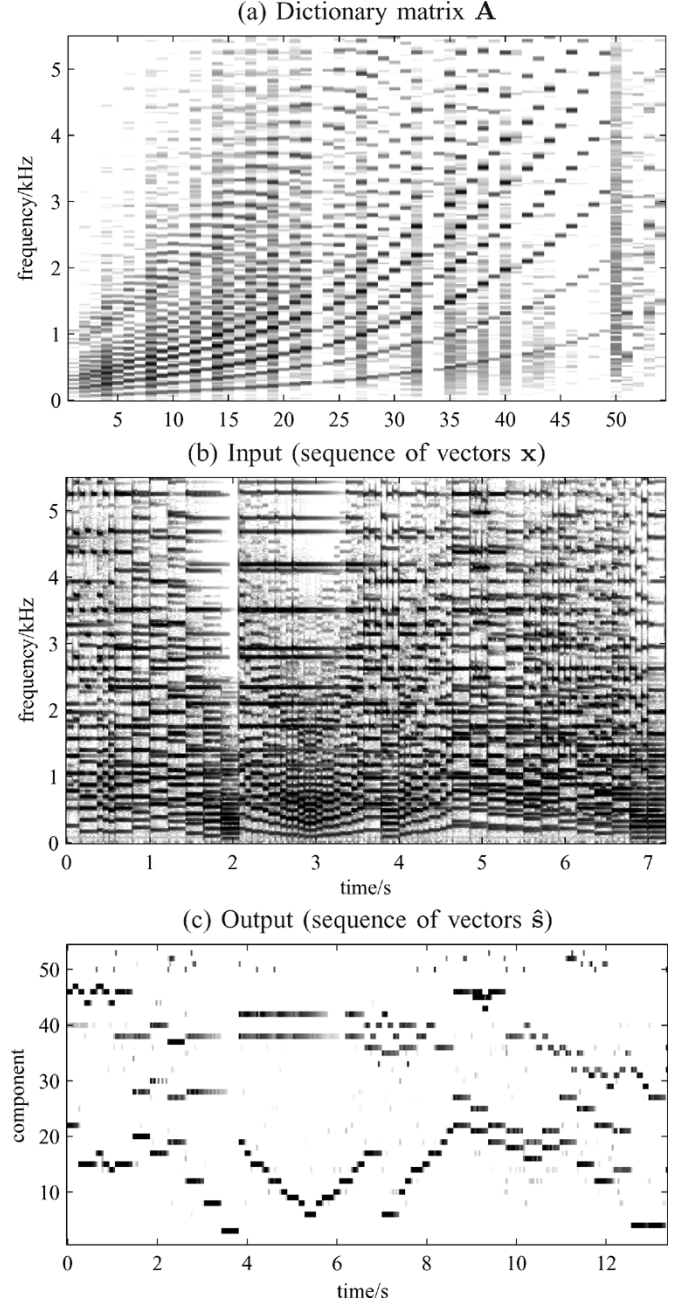 (a) Dictionary matrix A
5
4
3
2
1
0
frequency/kHz
5 10 15 20 25 30 35 40 45 50
(b) Input (sequence of vectors x)
5
4
3
2
1
0
frequency/kHz
0 1 2 3 4 5 6 7
time/s
(c) Output (sequence of vectors ŝ)
50
40
30
20
10
component
0 2 4 6 8 10 12
time/s